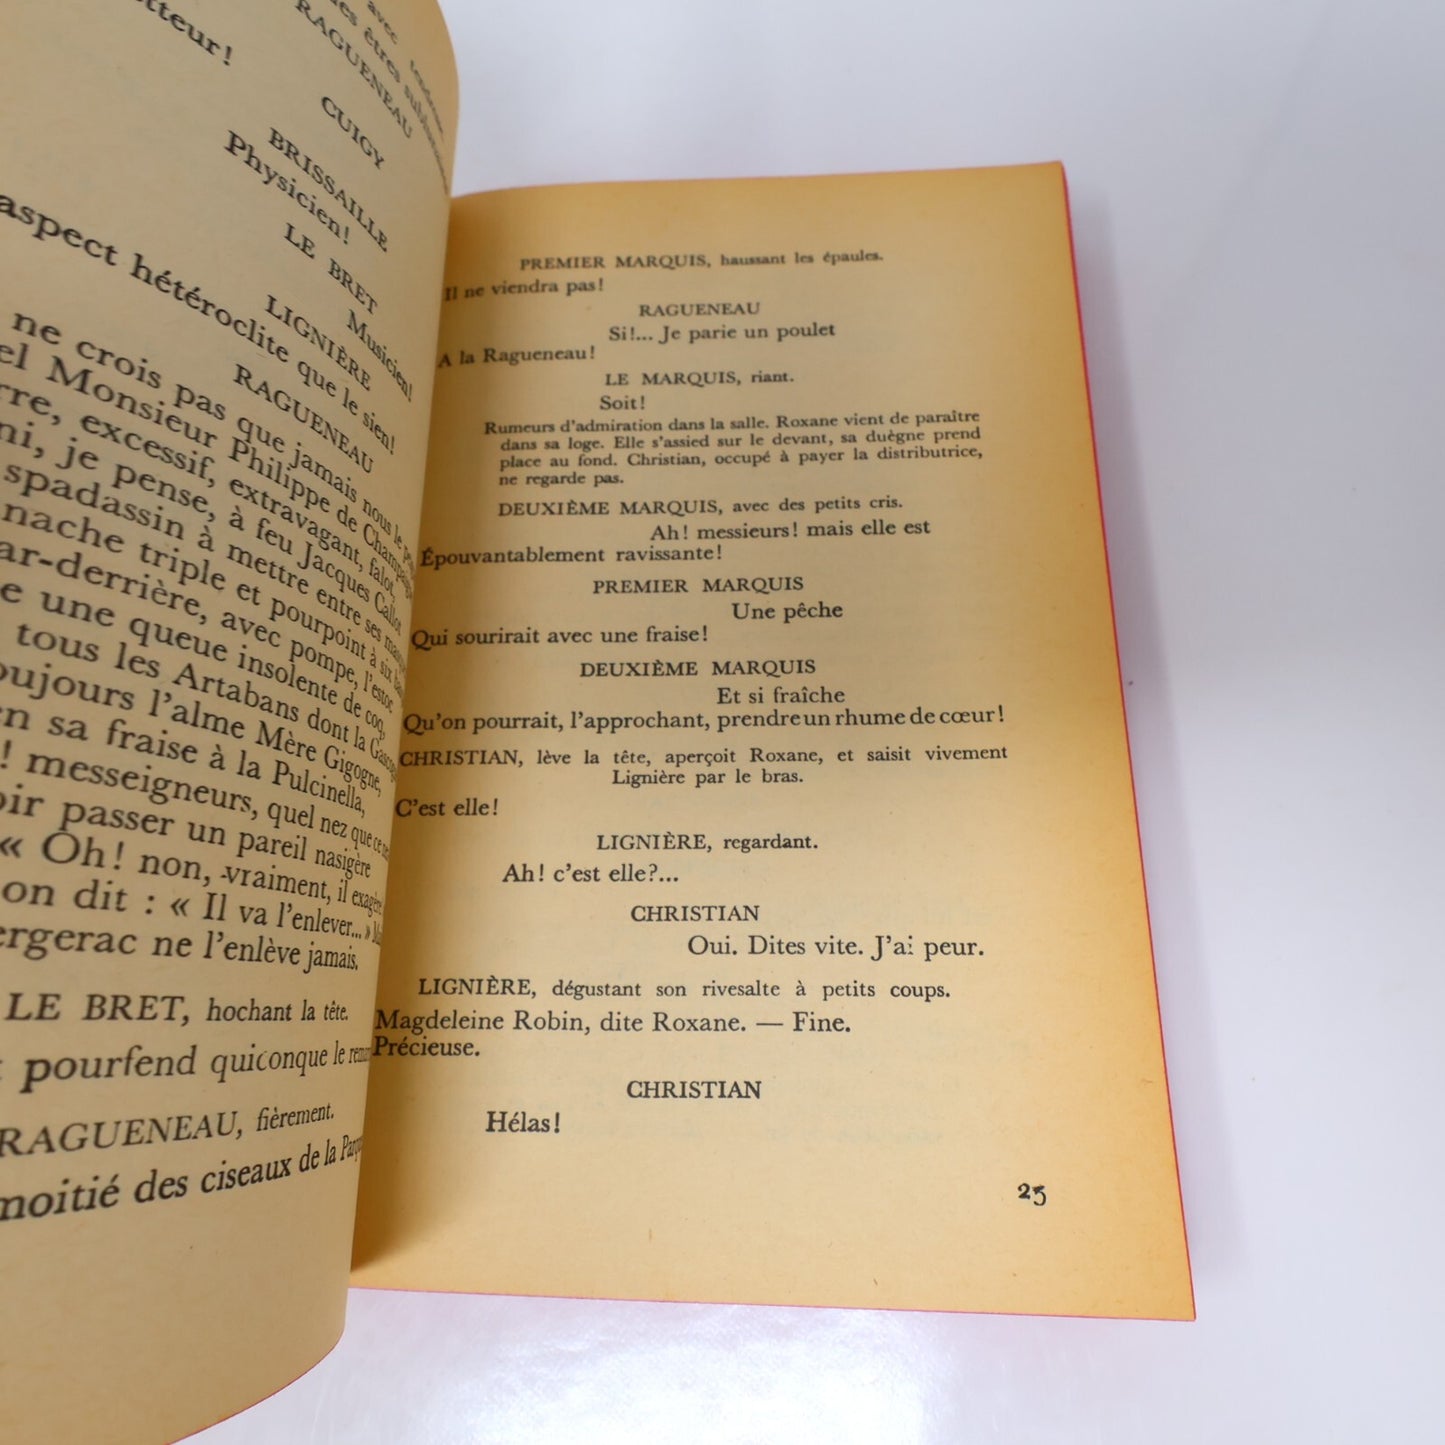 avec
RAGUENEAU
CUIGY
BRISSAILLE
Physicien!
LE BRET
Musicien!
LIGNIÈRE
aspect hétéroclite que le sien!
RAGUENEAU
ne crois pas que jamais nous le
Monsieur Philippe de
excessif, extravagant, falot,
je pense, à feu Jacques Callot
spadassin à mettre entre ses
triple et pourpoint à six
avec pompe, l'estoc
une queue insolente de coq,
tous les Artabans dont la
l'alme Mère Gigogne,
sa fraise à la Pulcinella,
! messeigneurs, quel nez que ce
passer un pareil nasigère
« Oh! non, vraiment, il exagère
on dit : « Il va l'enlever... »
ne l'enlève jamais.
LE BRET, hochant la tête.
pourfend quiconque le
RAGUENEAU, fièrement.
moitié des ciseaux de la
PREMIER MARQUIS, haussant les épaules.
Il ne viendra pas!
RAGUENEAU
Si!... Je parie un poulet
A la Ragueneau!
LE MARQUIS, riant.
Soit!
Rumeurs d'admiration dans la salle. Roxane vient de paraître
dans sa loge. Elle s'assied sur le devant, sa duègne prend
place au fond. Christian, occupé à payer la distributrice,
ne regarde pas.
DEUXIÈME MARQUIS, avec des petits cris.
Ah! messieurs! mais elle est
Épouvantablement ravissante!
PREMIER MARQUIS
Une pêche
Qui sourirait avec une fraise!
DEUXIÈME MARQUIS
Et si fraîche
Qu'on pourrait, l'approchant, prendre un rhume de cœur!
CHRISTIAN, lève la tête, aperçoit Roxane, et saisit vivement
Lignière par le bras.
C'est elle!
LIGNIÈRE, regardant.
Ah! c'est elle?...
CHRISTIAN
Oui. Dites vite. J'ai peur.
LIGNIÈRE, dégustant son rivesalte à petits coups.
Magdeleine Robin, dite Roxane. — Fine.
Précieuse.
CHRISTIAN
Hélas!
25